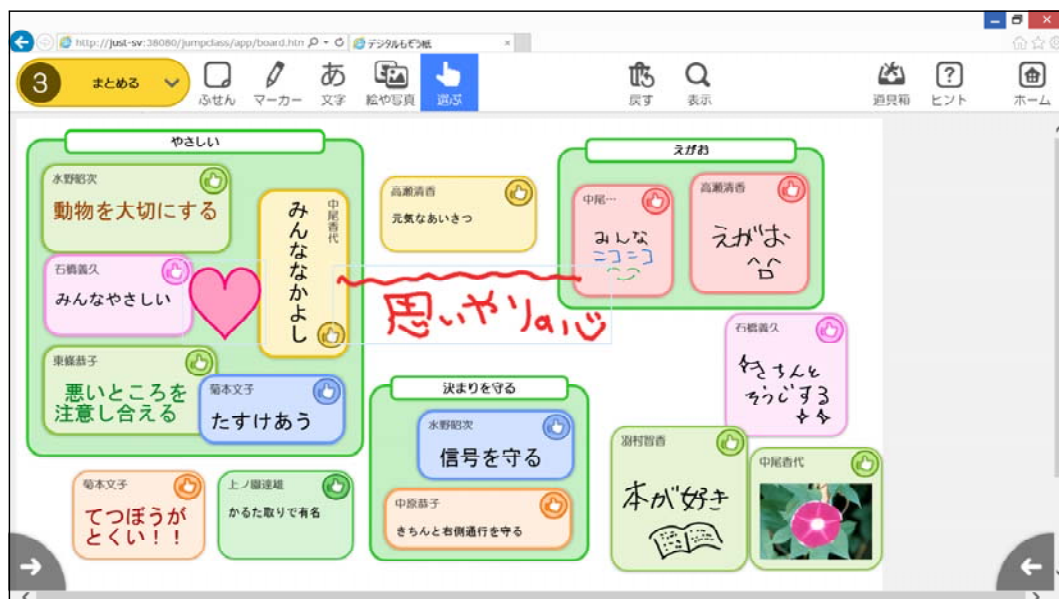 http://just-sv:38080/jumpclass/app/board.htm
デジタルもぞう紙
3 まとめる
ふせん
マーカー
文字
絵や写真
選ぶ
戻す
表示
道具箱
ヒント
ホーム
やさしい
水野昭次
動物を大切にする
石橋義久
みんなやさしい
中尾香代
みんななかよし
東條恭子
悪いところを
注意し合える
菊本文子
たすけあう
高瀬清香
元気なあいさつ
思いやりの心
えがお
中尾…
みんな
ニコニコ
高瀬清香
えがお
決まりを守る
水野昭次
信号を守る
中原恭子
きちんと右側通行を守る
石橋義久
きちんと
そうじする
羽村智香
本が好き
中尾香代
菊本文子
てつぼうが
とくい!!
上ノ園達雄
かるた取りで有名